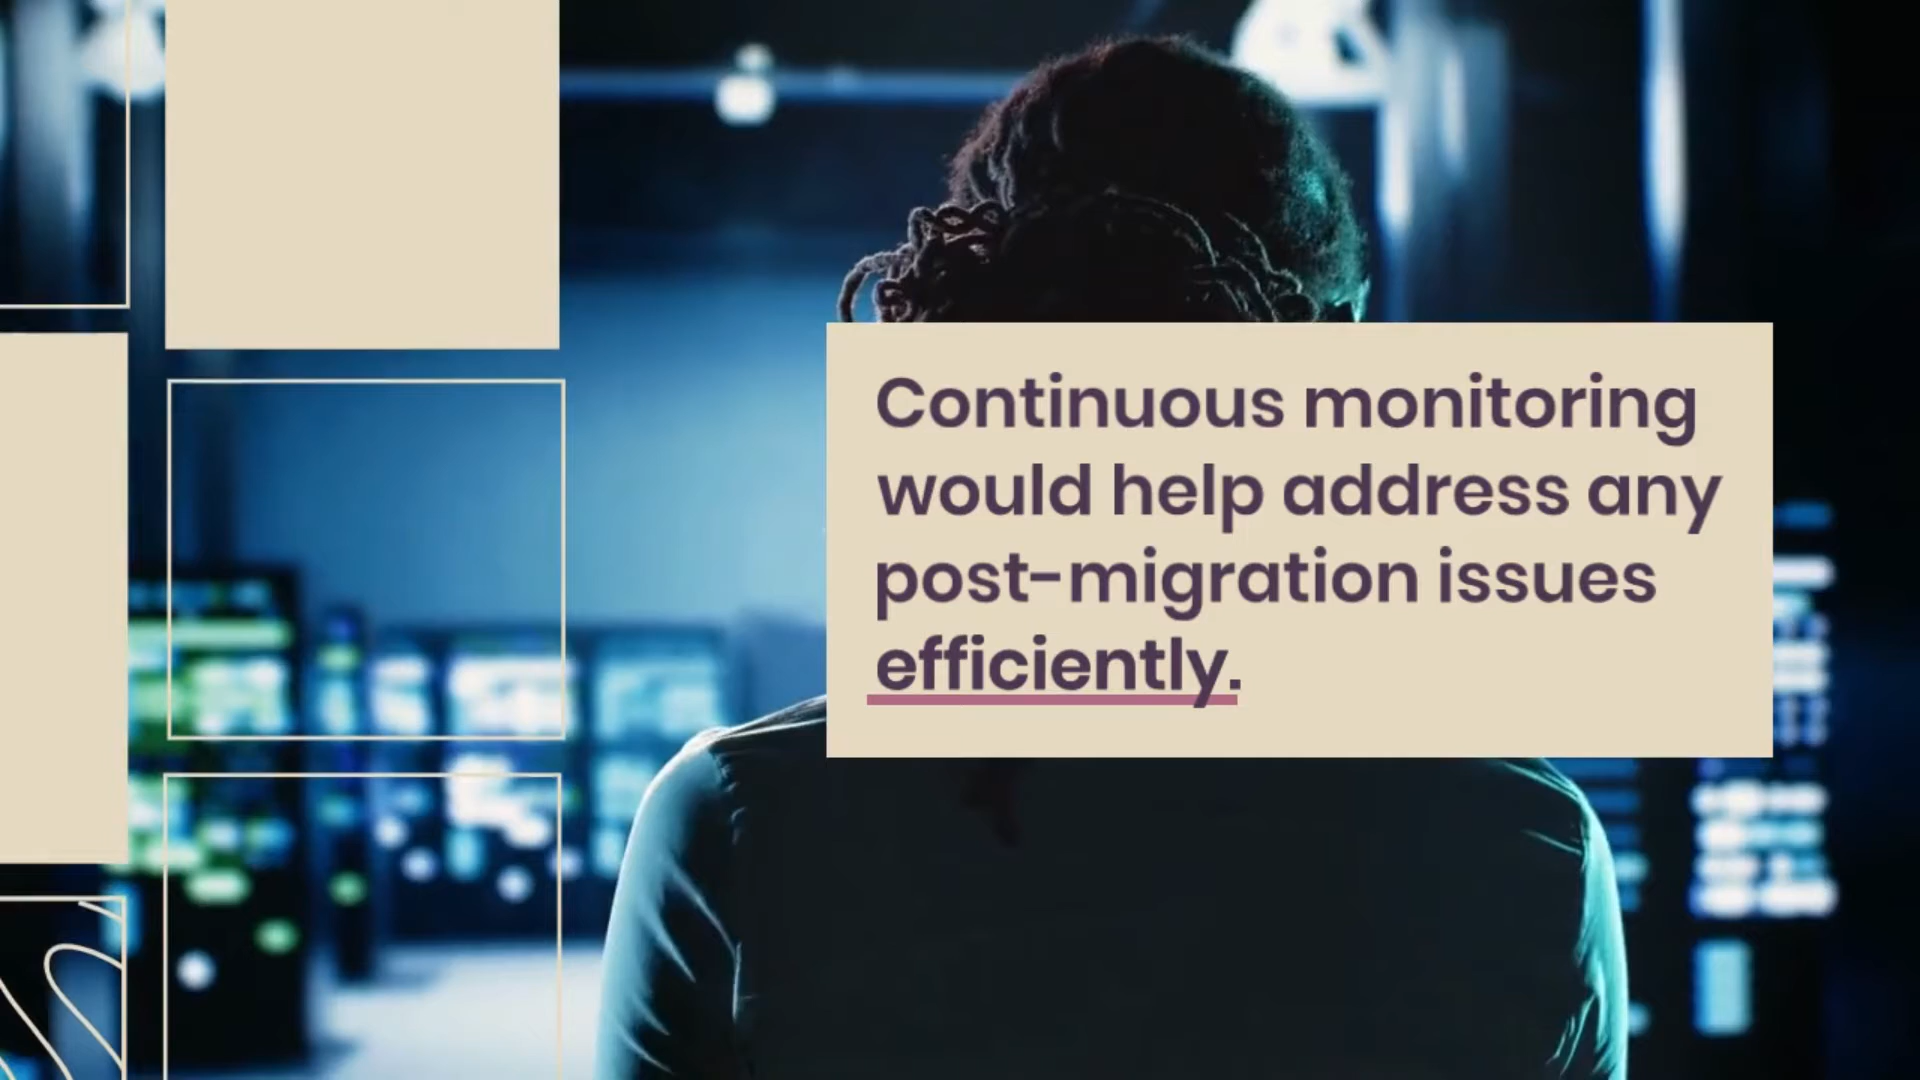 Continuous monitoring
would help address any
post-migration issues
efficiently.